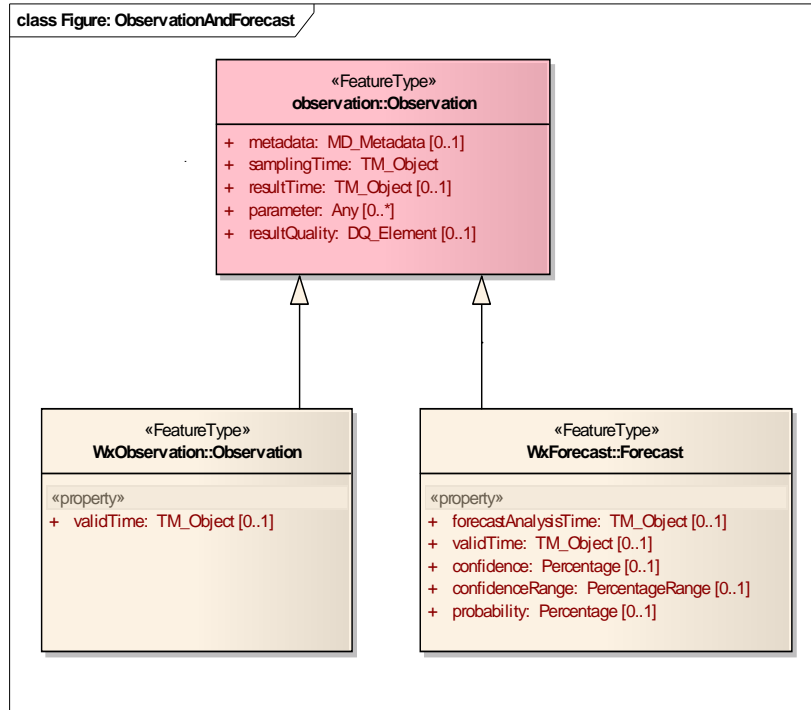 class Figure: ObservationAndForecast
«FeatureType»
observation::Observation
+ metadata: MD_Metadata [0..1]
+ samplingTime: TM_Object
+ resultTime: TM_Object [0..1]
+ parameter: Any [0..*]
+ resultQuality: DQ_Element [0..1]
«FeatureType»
WxObservation::Observation
«property»
+ validTime: TM_Object [0..1]
«FeatureType»
WxForecast::Forecast
«property»
+ forecastAnalysisTime: TM_Object [0..1]
+ validTime: TM_Object [0..1]
+ confidence: Percentage [0..1]
+ confidenceRange: PercentageRange [0..1]
+ probability: Percentage [0..1]